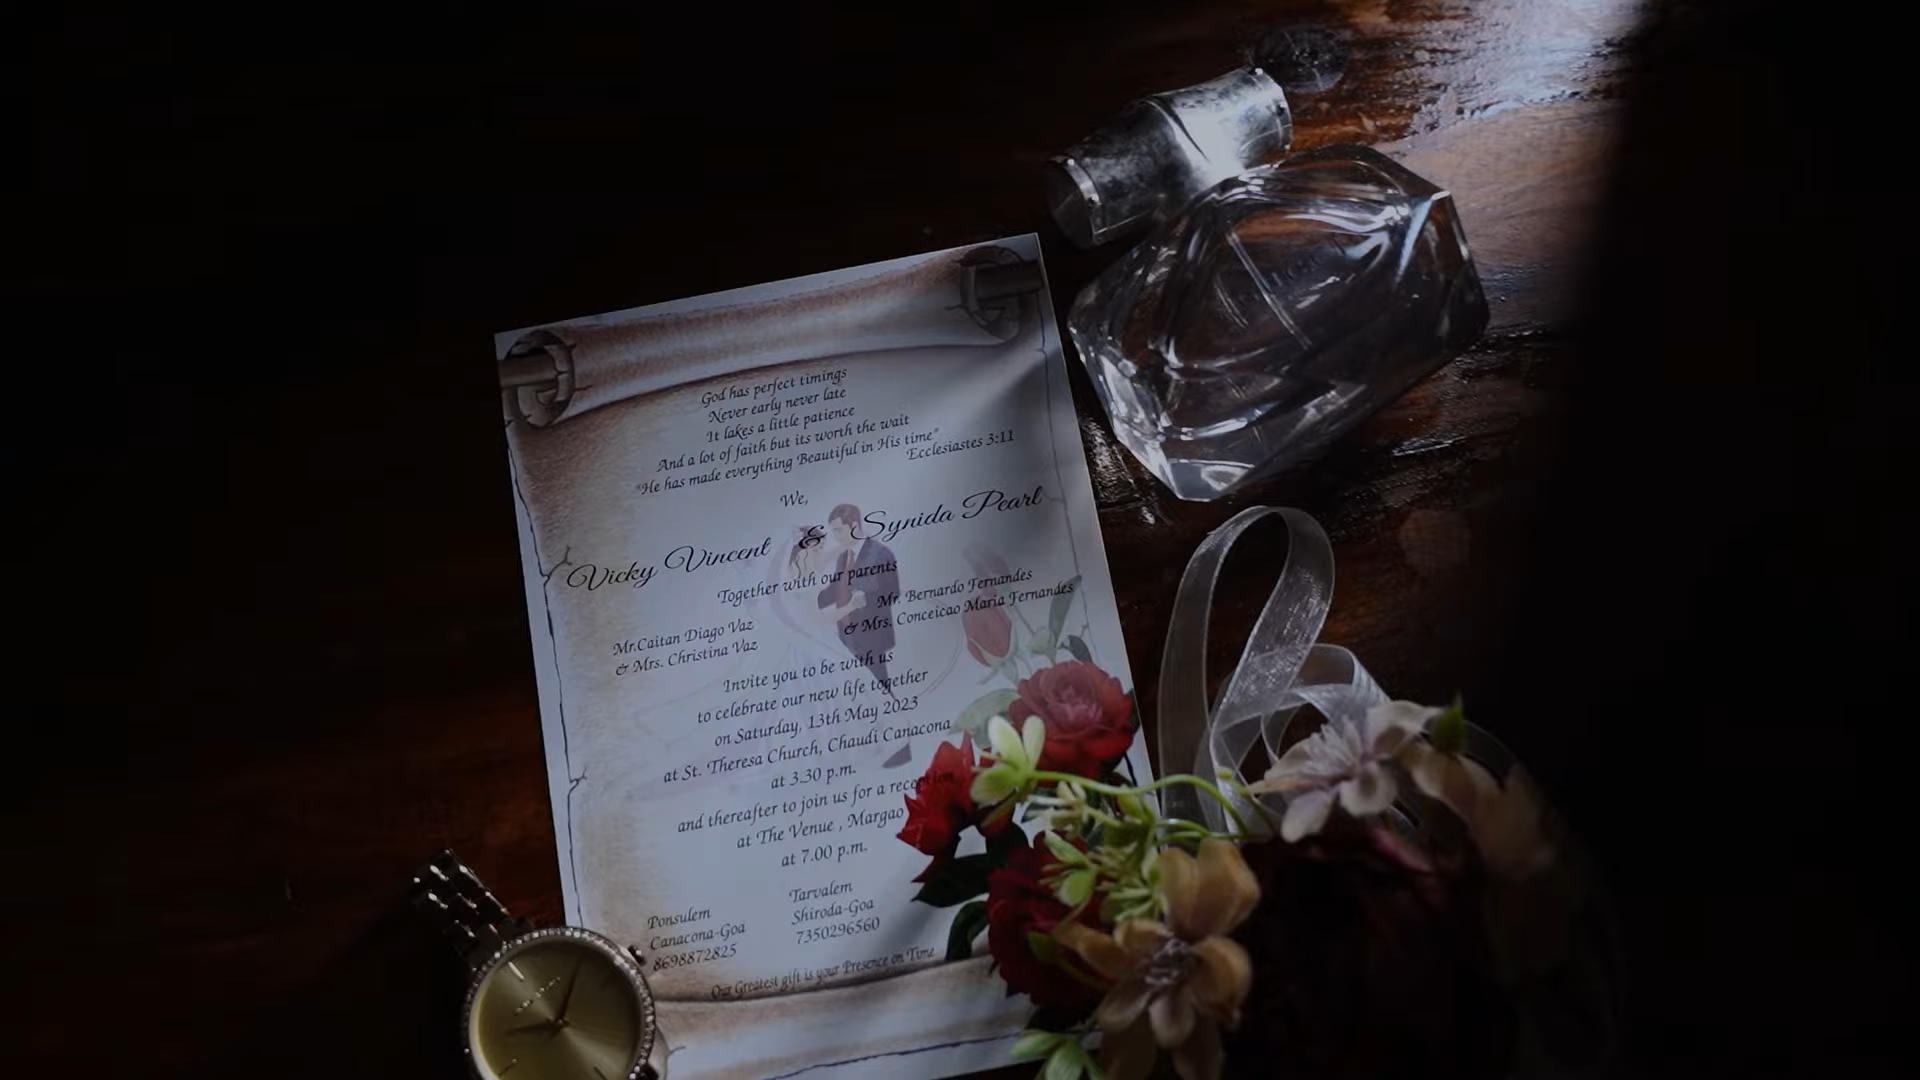 God has perfect timings
Never early never late
It takes a little patience
And a lot of faith but its worth the wait
"He has made everything Beautiful in His time"
Ecclesiastes 3:11
We,
Vicky Vincent & Synida Pearl
Together with our parents
Mr.Caitan Diago Vaz
& Mrs. Christina Vaz
Mr. Bernardo Fernandes
& Mrs. Conceicao Maria Fernandes
Invite you to be with us
to celebrate our new life together
on Saturday, 13th May 2023
at St. Theresa Church, Chaudi Canacona
at 3.30 p.m.
and thereafter to join us for a reception
at The Venue , Margao
at 7.00 p.m.
Ponsulem
Canacona-Goa
8698872825
Tarvalem
Shiroda-Goa
7350296560
Our Greatest gift is your Presence on Time